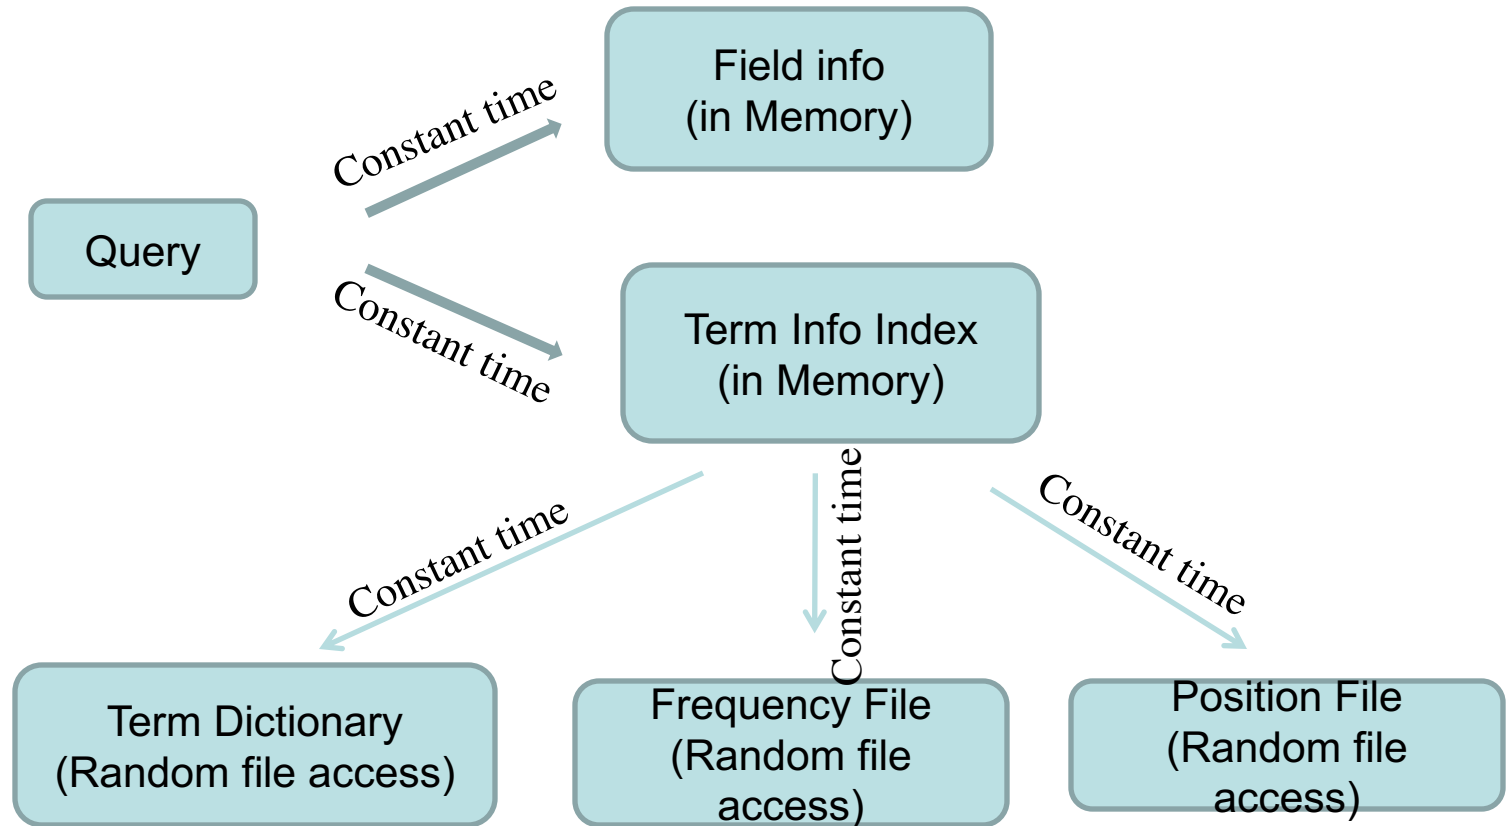 Field info
(in Memory)
Constant time
Query
Constant time
Term Info Index
(in Memory)
Constant time
Constant time
Constant time
Term Dictionary
(Random file access)
Frequency File
(Random file
access)
Position File
(Random file
access)